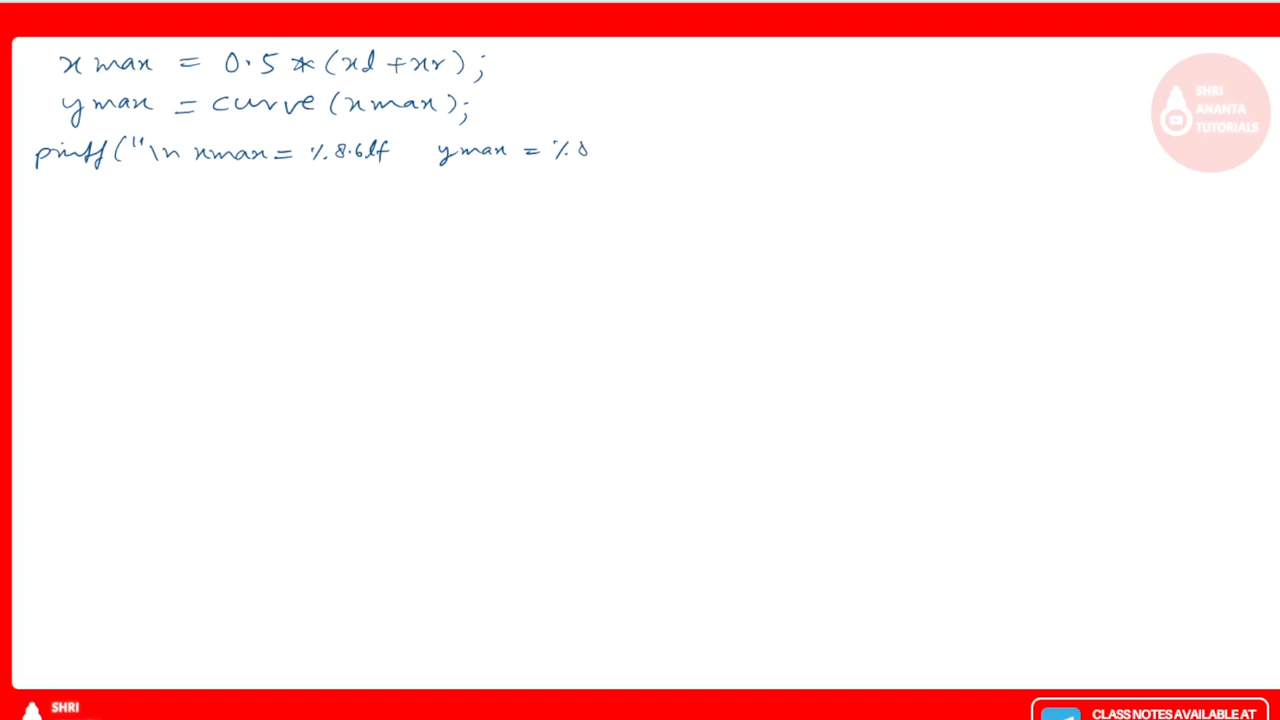 xmax = 0.5 * (xl + xr);
ymax = curve (xmax);
printf ("\n xmax = %8.6lf ymax = %8
SHRI
ANANTA
TUTORIALS
SHRI
CLASS NOTES AVAILABLE AT